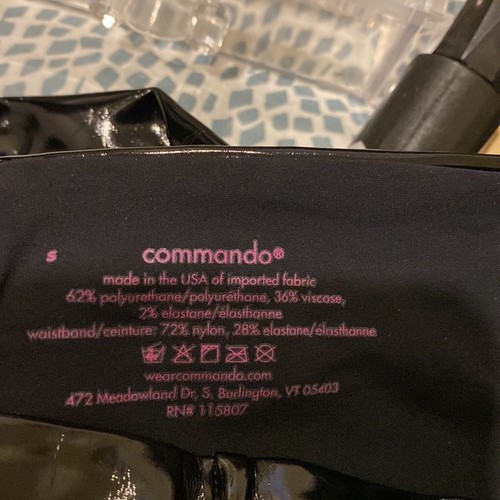 s
commando®
made in the USA of imported fabric
62% polyurethane/polyuréthane, 36% viscose,
2% elastane/élasthanne
waistband/ceinture: 72% nylon, 28% elastane/élasthanne
wearcommando.com
472 Meadowland Dr, S. Burlington, VT 05403
RN# 115807